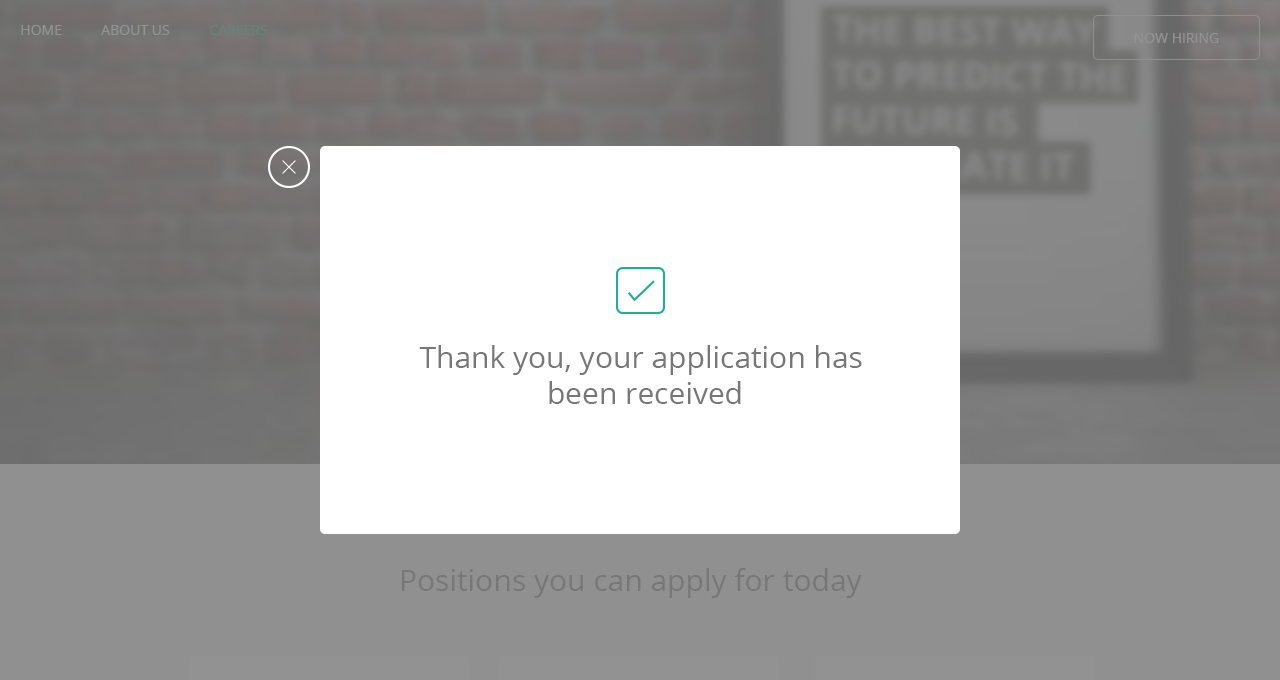 HOME
ABOUT US
CAREERS
NOW HIRING
THE BEST WAY
TO PREDICT THE
FUTURE IS
ATE IT
Thank you, your application has
been received
Positions you can apply for today